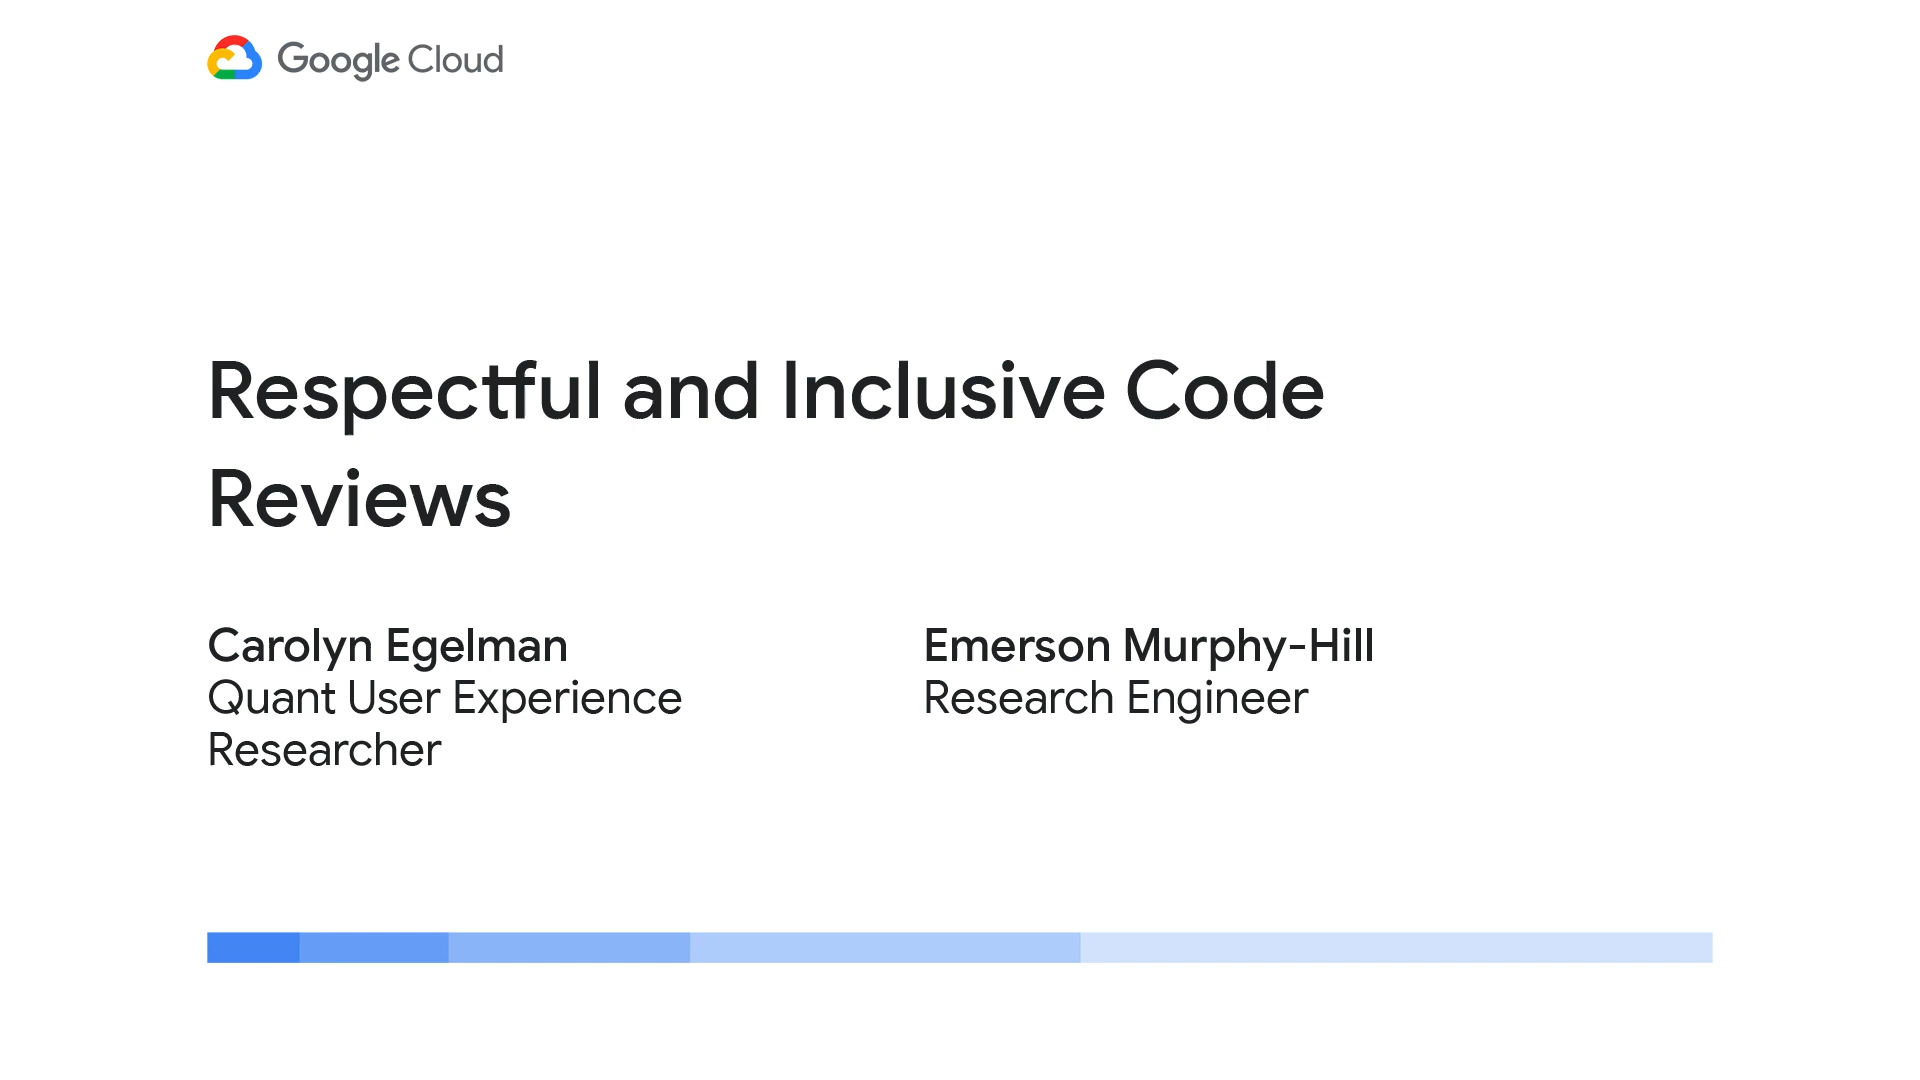 Google Cloud
Respectful and Inclusive Code
Reviews
Carolyn Egelman
Quant User Experience
Researcher
Emerson Murphy-Hill
Research Engineer